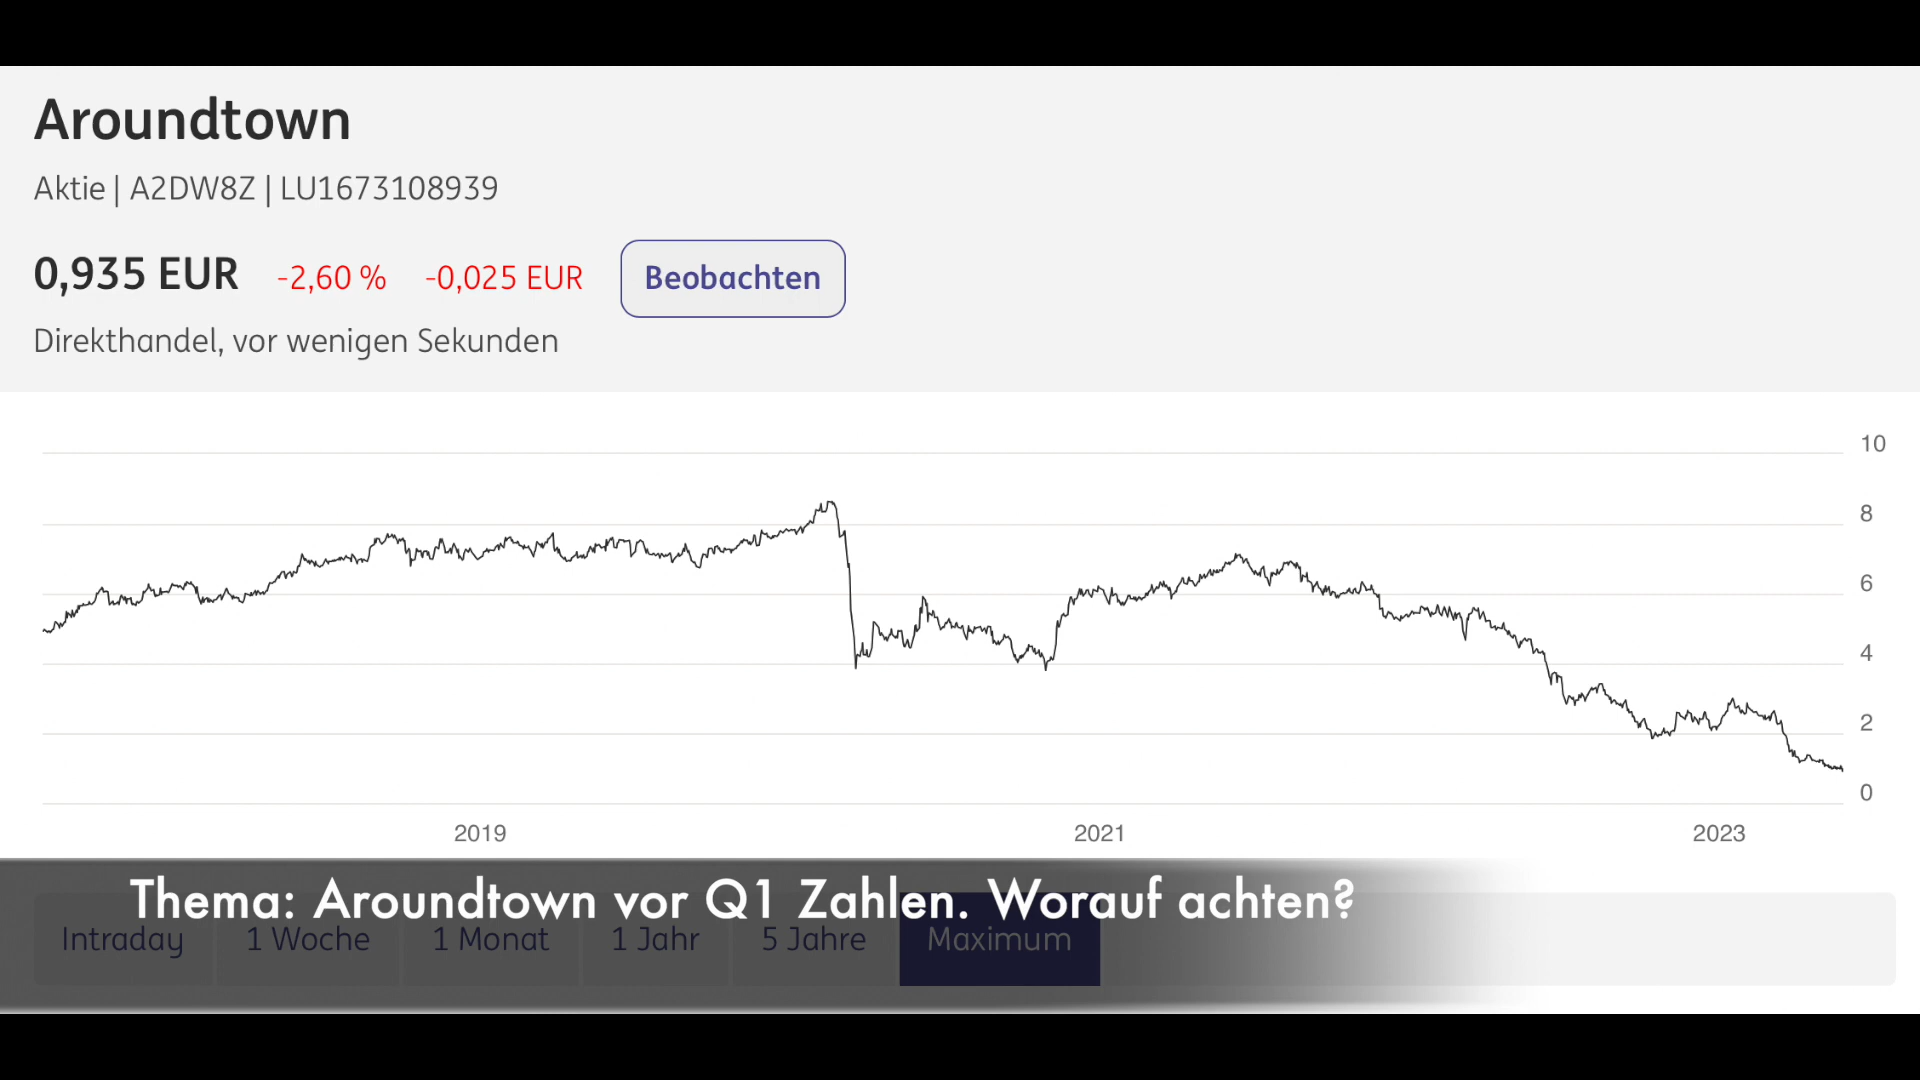 Aroundtown
Aktie | A2DW8Z | LU1673108939
0,935 EUR -2,60 % -0,025 EUR Beobachten
Direkthandel, vor wenigen Sekunden
10
8
6
4
2
0
2019 2021 2023
Thema: Aroundtown vor Q1 Zahlen. Worauf achten?
Intraday 1 Woche 1 Monat 1 Jahr 5 Jahre Maximum